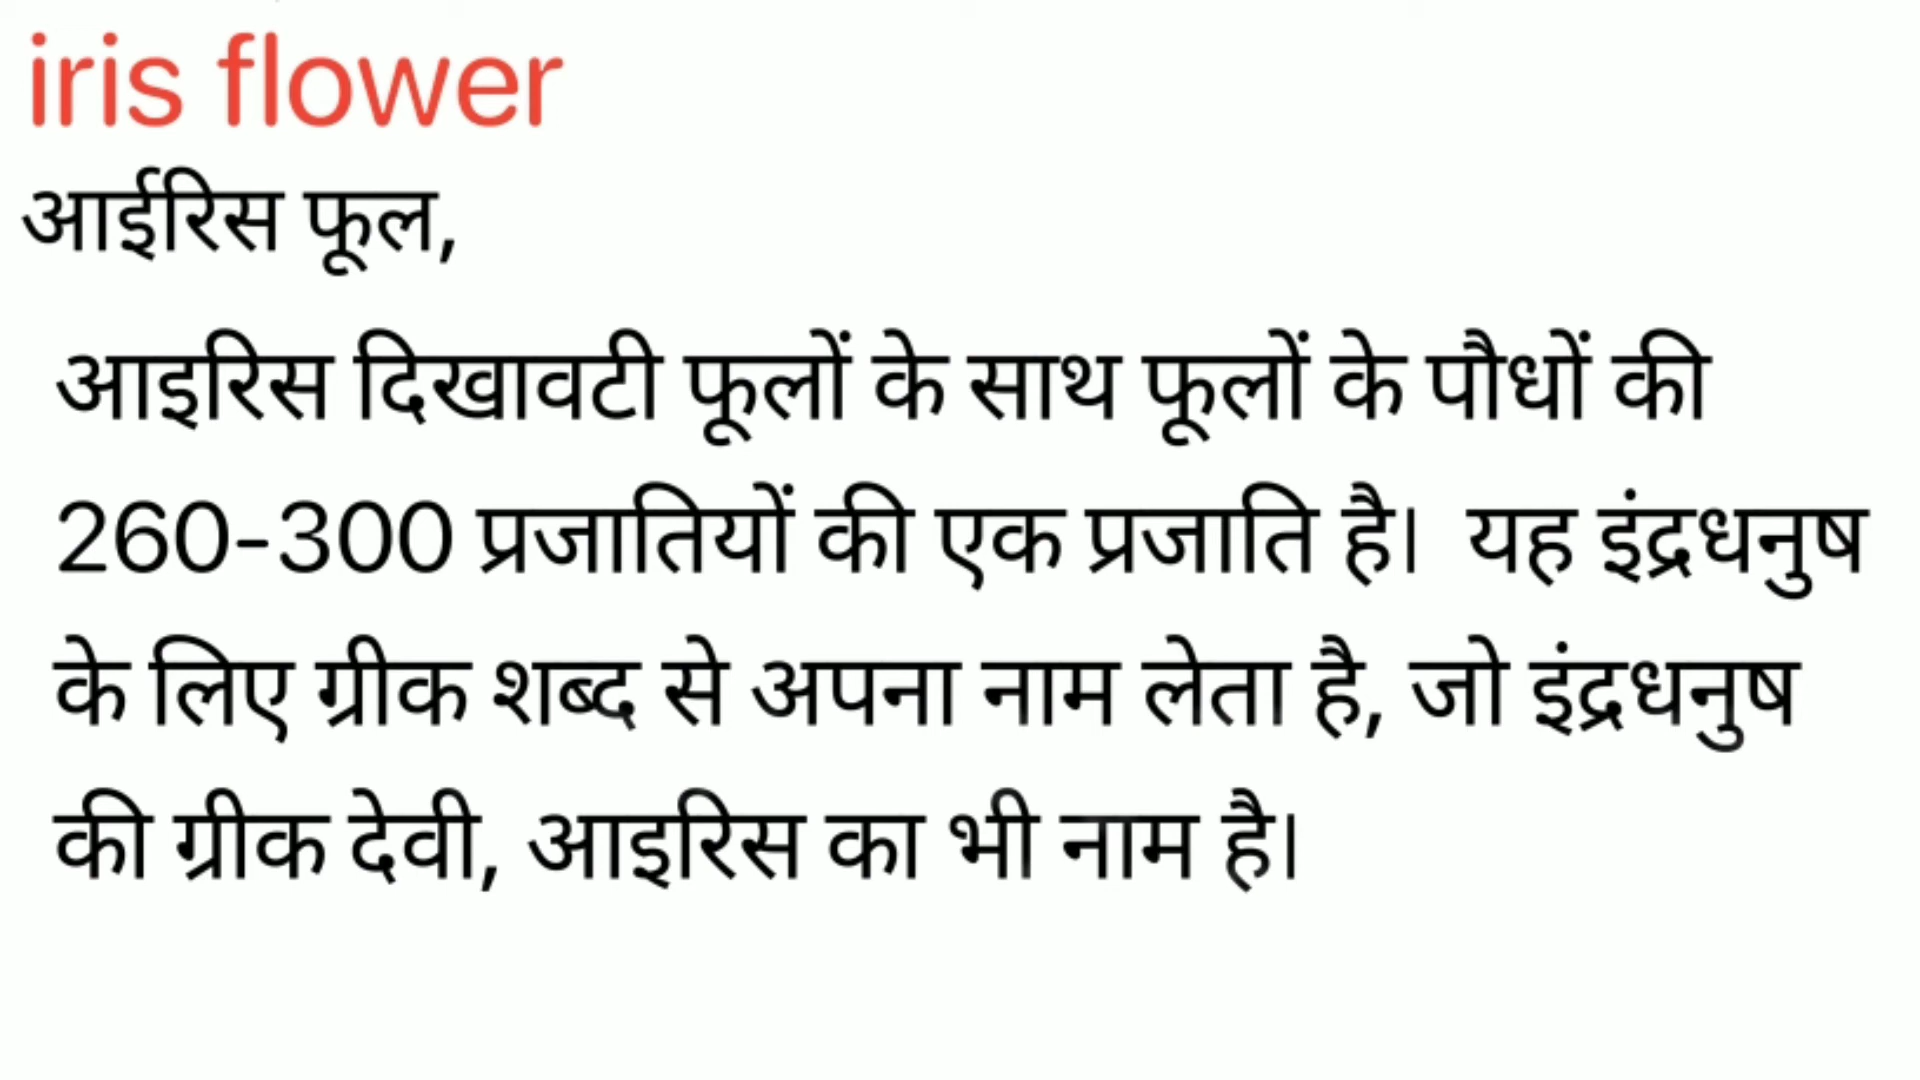 iris flower
आईरिस फूल,
आइरिस दिखावटी फूलों के साथ फूलों के पौधों की
260-300 प्रजातियों की एक प्रजाति है। यह इंद्रधनुष
के लिए ग्रीक शब्द से अपना नाम लेता है, जो इंद्रधनुष
की ग्रीक देवी, आइरिस का भी नाम है।